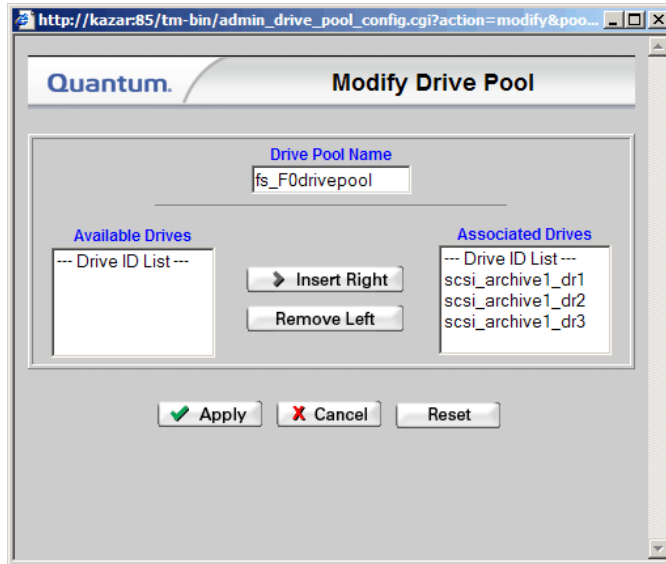 http://kazar:85/tm-bin/admin_drive_pool_config.cgi?action=modify&poo...
Quantum.
Modify Drive Pool
Drive Pool Name
fs_F0drivepool
Available Drives
--- Drive ID List ---
Insert Right
Remove Left
Associated Drives
--- Drive ID List ---
scsi_archive1_dr1
scsi_archive1_dr2
scsi_archive1_dr3
Apply
Cancel
Reset